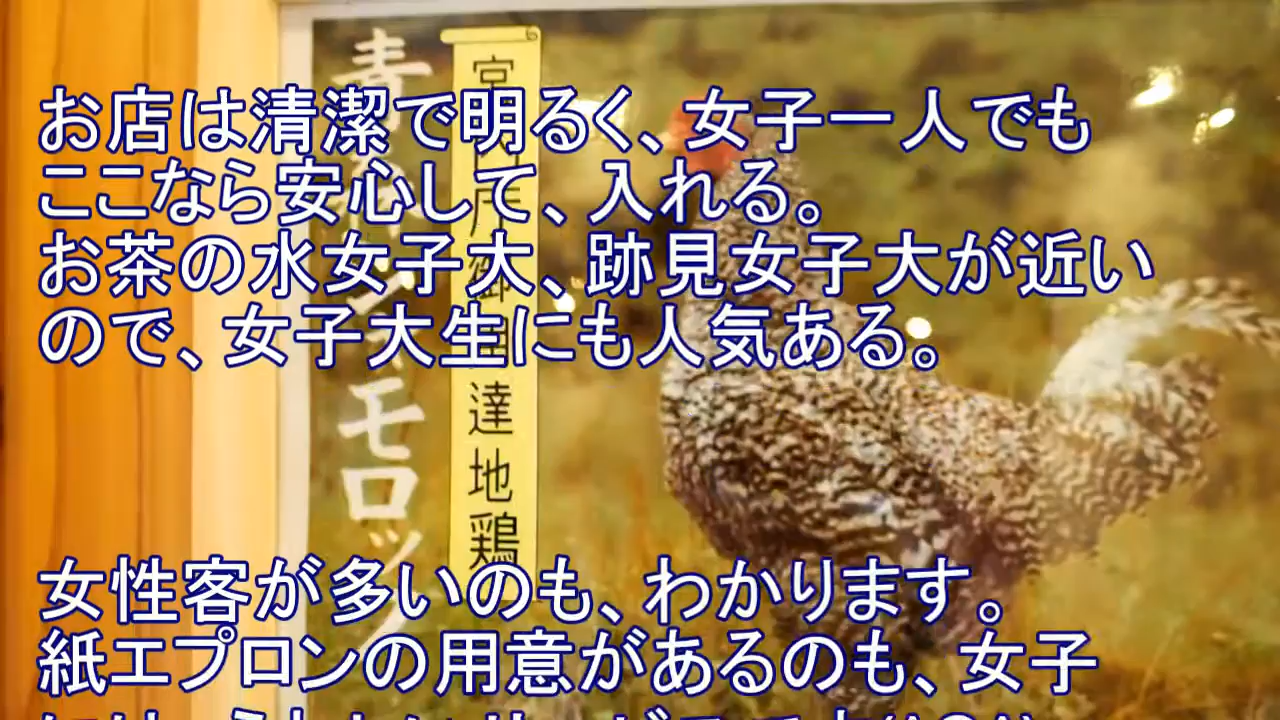 お店は清潔で明るく、女子一人でも
ここなら安心して、入れる。
お茶の水女子大、跡見女子大が近い
ので、女子大生にも人気ある。
女性客が多いのも、わかります。
紙エプロンの用意があるのも、女子
モロッ
達地鶏